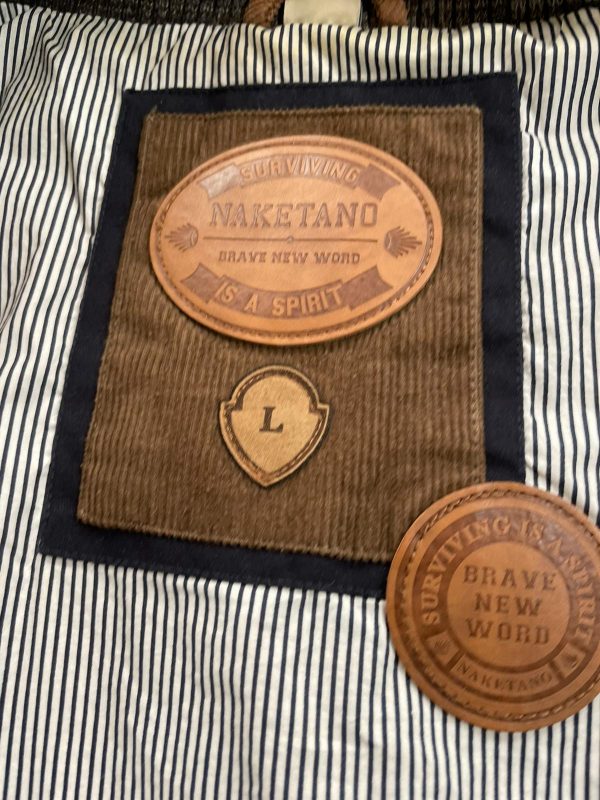 SURVIVING
NAKETANO
BRAVE NEW WORD
IS A SPIRIT
L
SURVIVING IS A SPIRIT
BRAVE
NEW
WORD
NAKETANO